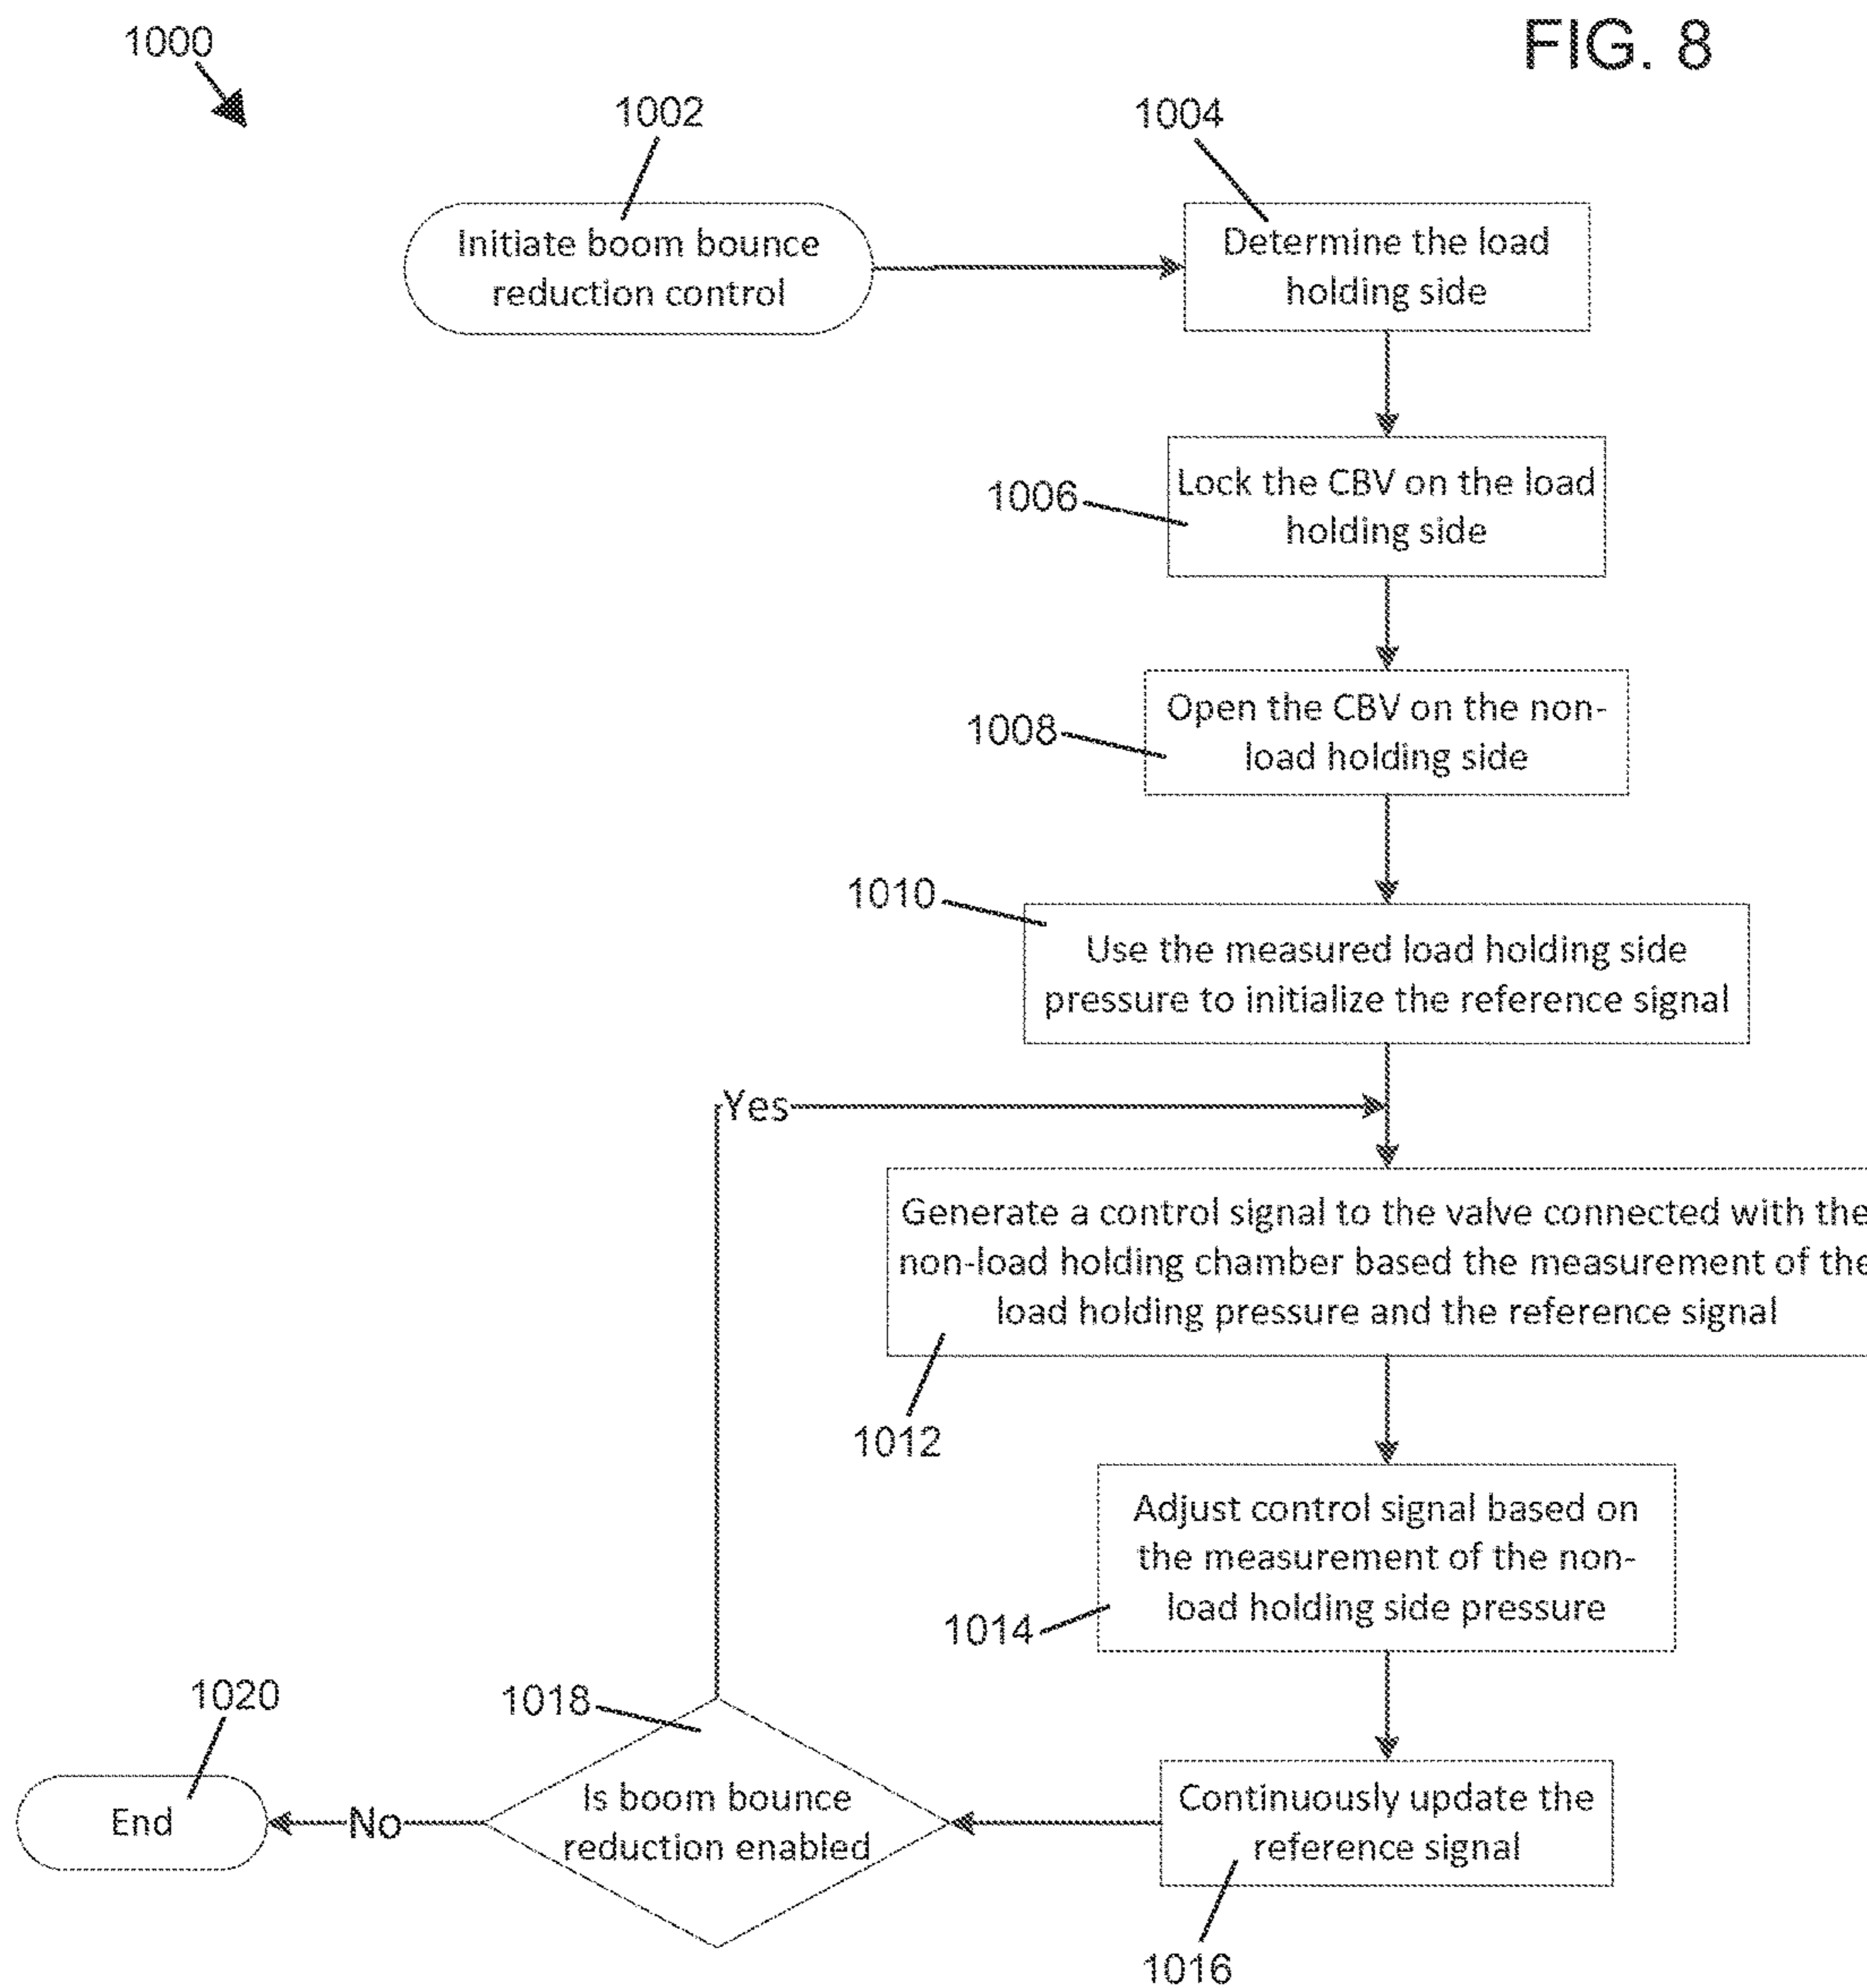 1000
FIG. 8
1002
1004
Initiate boom bounce
reduction control
Determine the load
holding side
1006
Lock the CBV on the load
holding side
1008
Open the CBV on the non-
load holding side
1010
Use the measured load holding side
pressure to initialize the reference signal
Yes
Generate a control signal to the valve connected with the
non-load holding chamber based the measurement of the
load holding pressure and the reference signal
1012
Adjust control signal based on
the measurement of the non-
load holding side pressure
1014
1020
1018
End
No
Is boom bounce
reduction enabled
Continuously update the
reference signal
1016